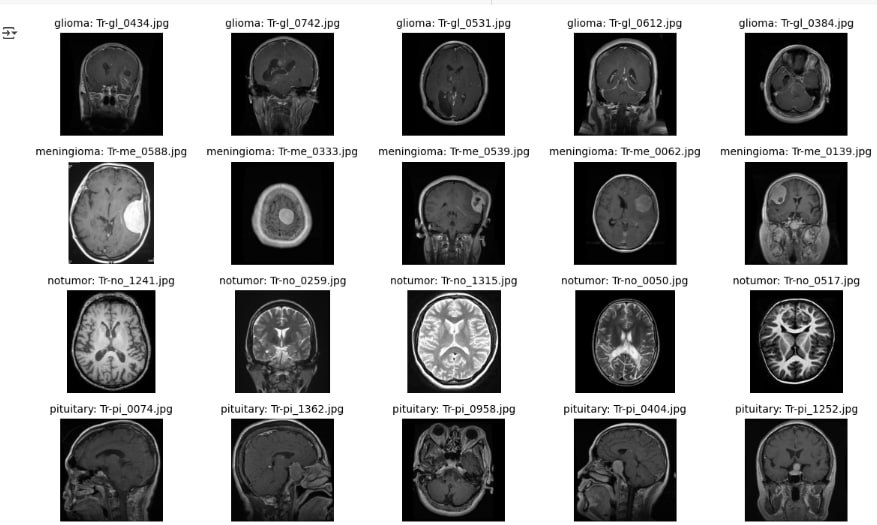 glioma: Tr-gl_0434.jpg glioma: Tr-gl_0742.jpg glioma: Tr-gl_0531.jpg glioma: Tr-gl_0612.jpg glioma: Tr-gl_0384.jpg
meningioma: Tr-me_0588.jpg meningioma: Tr-me_0333.jpg meningioma: Tr-me_0539.jpg meningioma: Tr-me_0062.jpg meningioma: Tr-me_0139.jpg
notumor: Tr-no_1241.jpg notumor: Tr-no_0259.jpg notumor: Tr-no_1315.jpg notumor: Tr-no_0050.jpg notumor: Tr-no_0517.jpg
pituitary: Tr-pi_0074.jpg pituitary: Tr-pi_1362.jpg pituitary: Tr-pi_0958.jpg pituitary: Tr-pi_0404.jpg pituitary: Tr-pi_1252.jpg